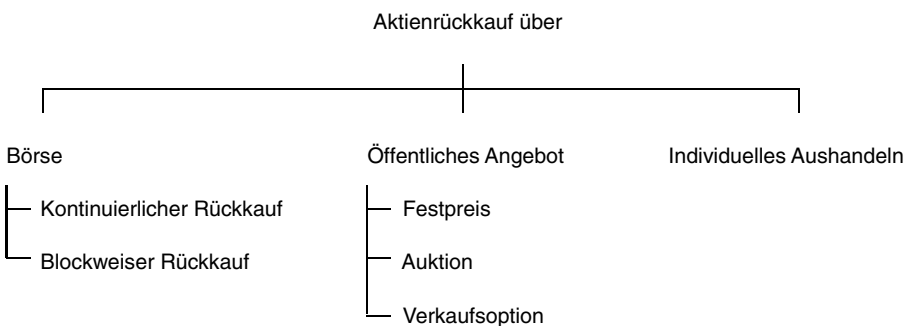 Aktienrückkauf über
Börse
Öffentliches Angebot
Individuelles Aushandeln
Kontinuierlicher Rückkauf
Festpreis
Blockweiser Rückkauf
Auktion
Verkaufsoption